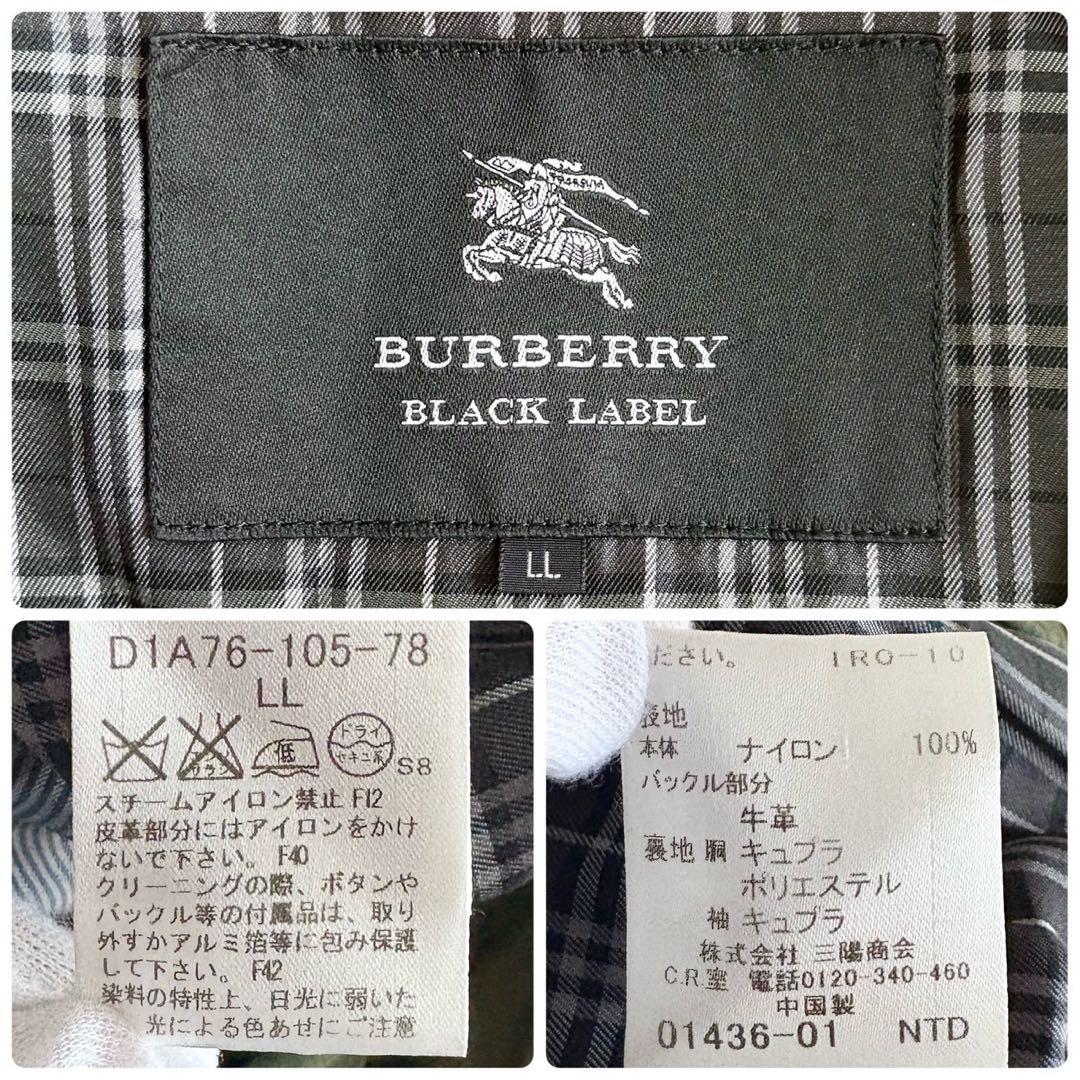 BURBERRY
BLACK LABEL
LL
D1A76-105-78
LL
エンソ サラシ
低
ドライ
セキユ系
S8
スチームアイロン禁止 F12
皮革部分にはアイロンをかけ
ないで下さい。 F40
クリーニングの際、ボタンや
バックル等の付属品は、取り
外すかアルミ箔等に包み保護
して下さい。 F42
染料の特性上、日光に弱いた
光による色あせにご注意
ださい。 IRO-10
表地
本体 ナイロン 100%
バックル部分
牛革
裏地 胴 キュプラ
ポリエステル
袖 キュプラ
株式会社 三陽商会
C.R.室 電話0120-340-460
中国製
01436-01 NTD